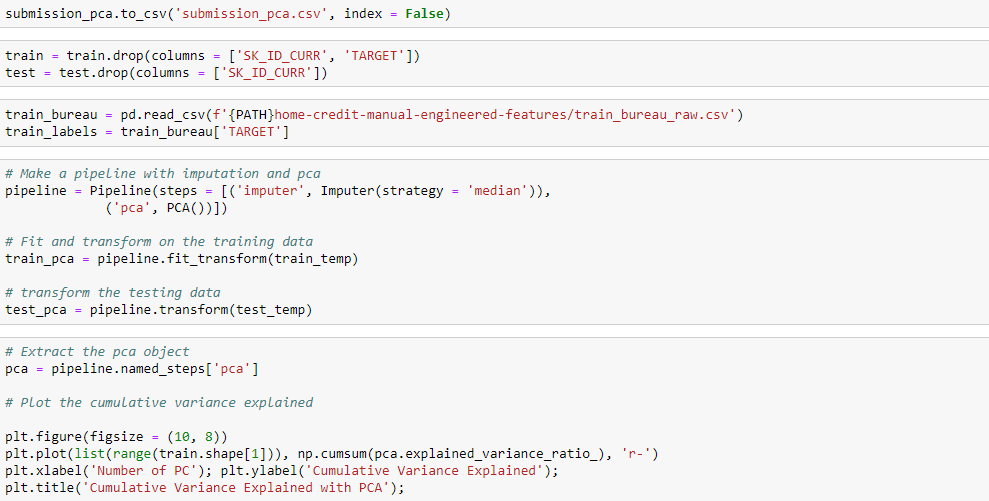 submission_pca.to_csv('submission_pca.csv', index = False)
train = train.drop(columns = ['SK_ID_CURR', 'TARGET'])
test = test.drop(columns = ['SK_ID_CURR'])
train_bureau = pd.read_csv(f'{PATH}home-credit-manual-engineered-features/train_bureau_raw.csv')
train_labels = train_bureau['TARGET']
# Make a pipeline with imputation and pca
pipeline = Pipeline(steps = [('imputer', Imputer(strategy = 'median')),
             ('pca', PCA())])
# Fit and transform on the training data
train_pca = pipeline.fit_transform(train_temp)
# transform the testing data
test_pca = pipeline.transform(test_temp)
# Extract the pca object
pca = pipeline.named_steps['pca']
# Plot the cumulative variance explained
plt.figure(figsize = (10, 8))
plt.plot(list(range(train.shape[1])), np.cumsum(pca.explained_variance_ratio_), 'r-')
plt.xlabel('Number of PC'); plt.ylabel('Cumulative Variance Explained');
plt.title('Cumulative Variance Explained with PCA');